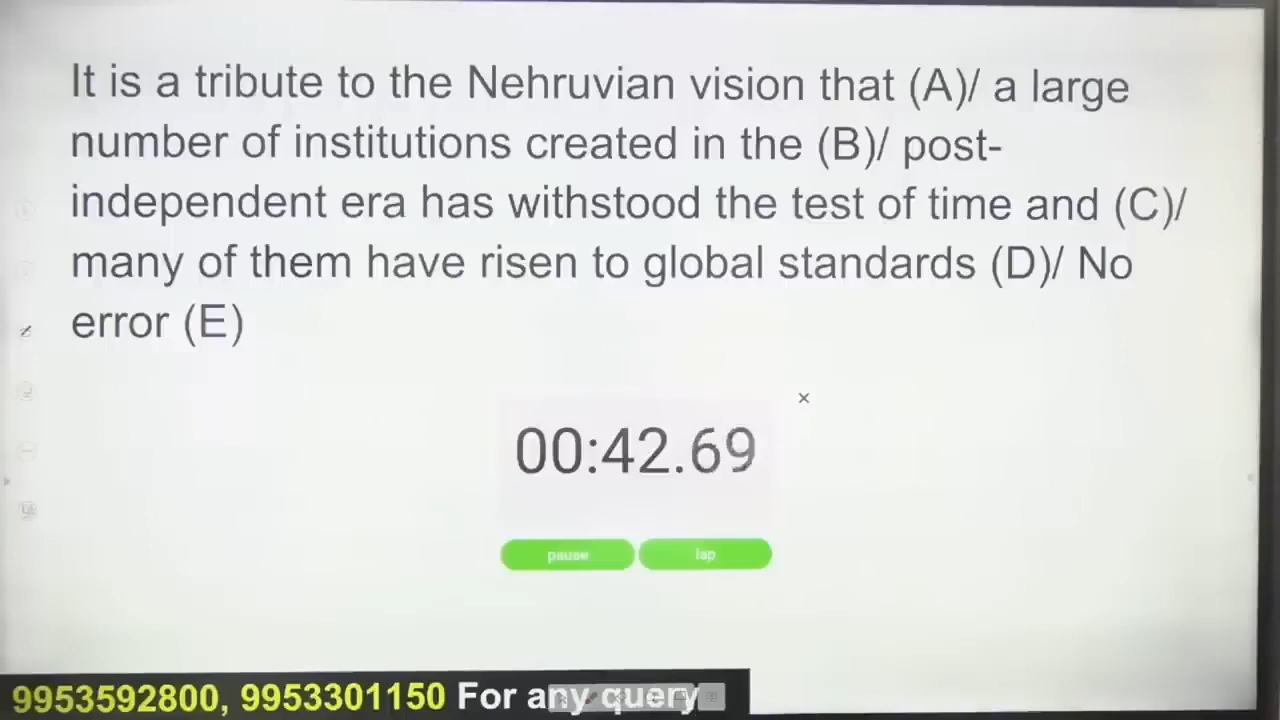 It is a tribute to the Nehruvian vision that (A)/ a large
number of institutions created in the (B)/ post-
independent era has withstood the test of time and (C)/
many of them have risen to global standards (D)/ No
error (E)
×
00:42.69
pause lap
9953592800, 9953301150 For any query